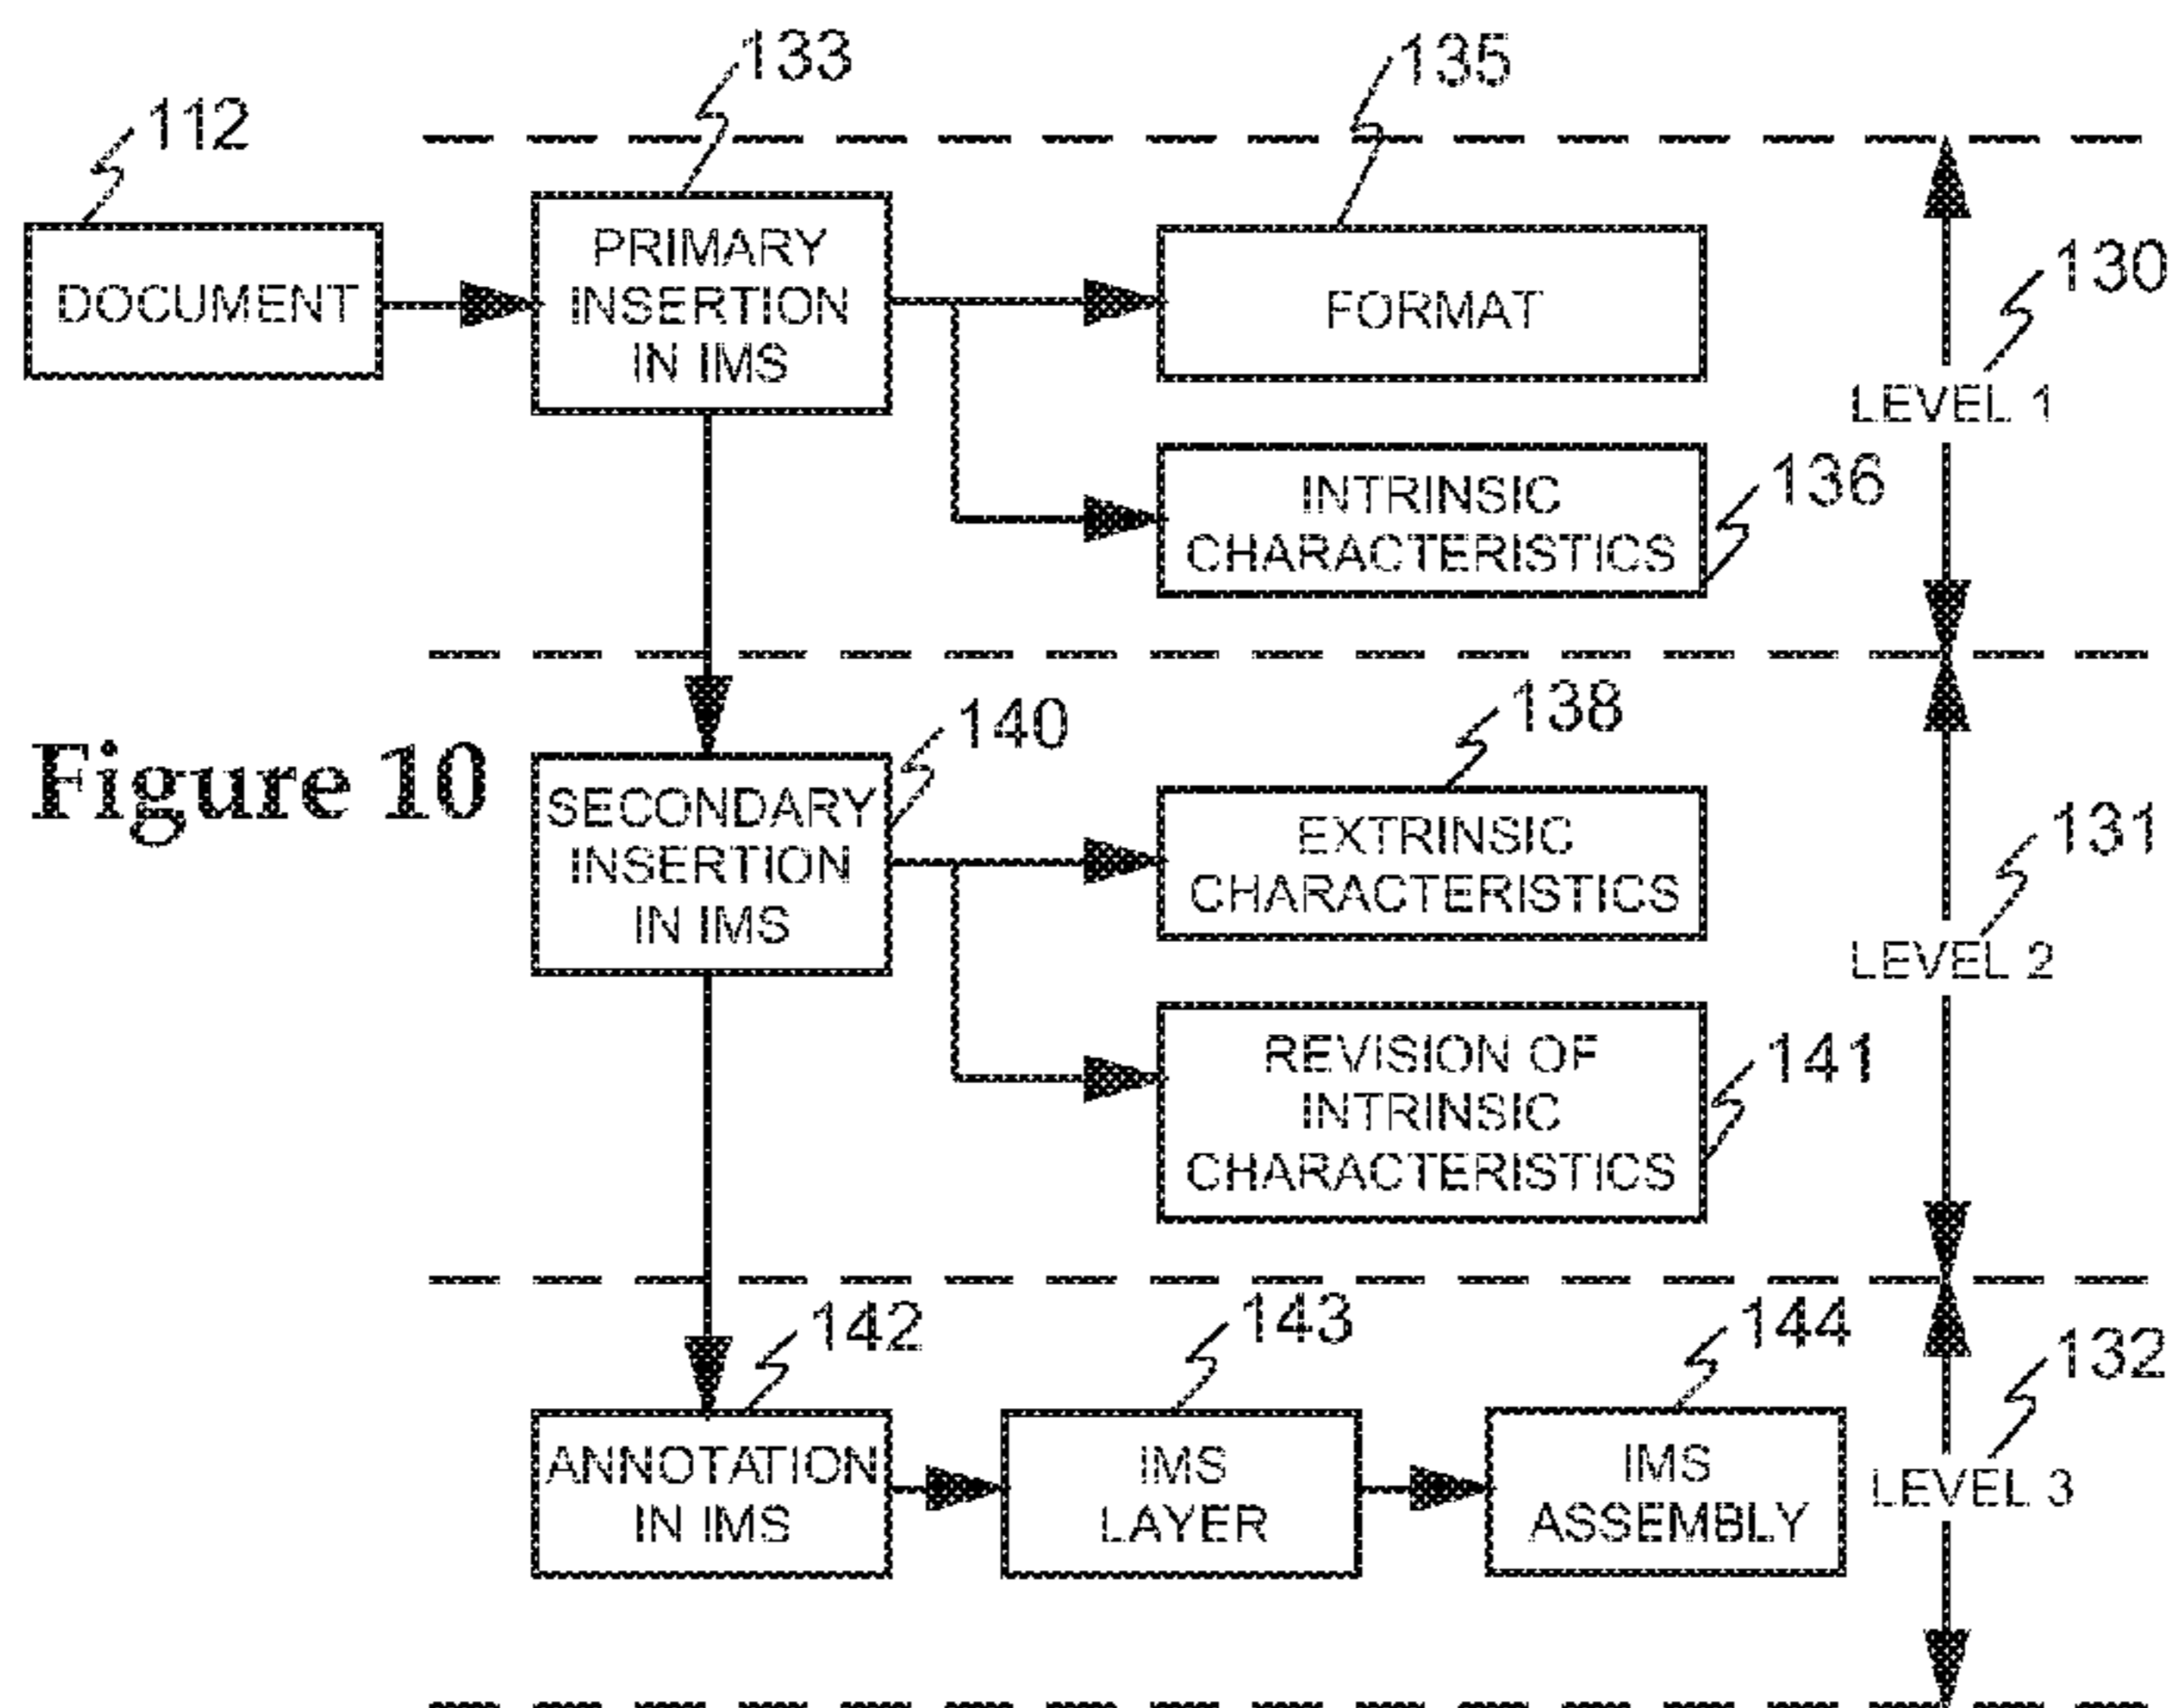 133
135
112
PRIMARY
INSERTION
IN IMS
DOCUMENT
FORMAT
130
LEVEL 1
INTRINSIC
CHARACTERISTICS
136
Figure 10
140
138
SECONDARY
INSERTION
IN IMS
EXTRINSIC
CHARACTERISTICS
131
LEVEL 2
REVISION OF
INTRINSIC
CHARACTERISTICS
141
142
143
144
132
ANNOTATION
IN IMS
IMS
LAYER
IMS
ASSEMBLY
LEVEL 3